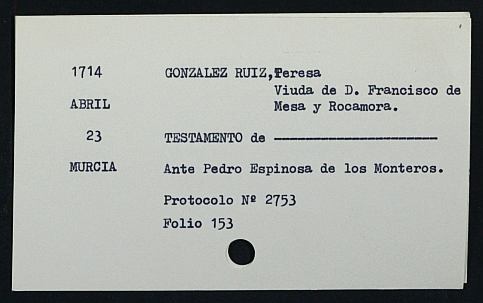 1714 GONZALEZ RUIZ, Teresa
Viuda de D. Francisco de
ABRIL Mesa y Rocamora.
23 TESTAMENTO de ----------------------
MURCIA Ante Pedro Espinosa de los Monteros.
Protocolo Nº 2753
Folio 153